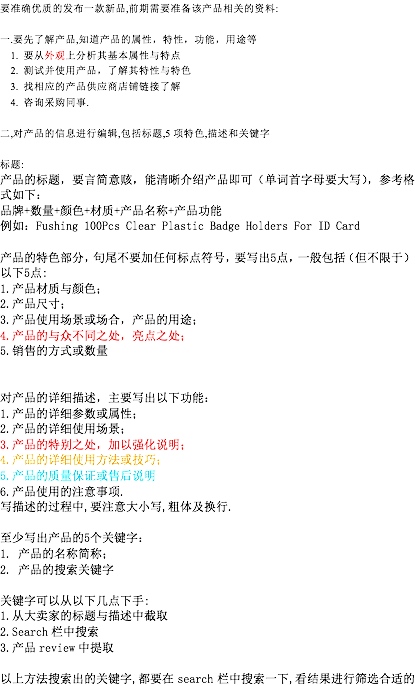 要准确优质的发布一款新品,前期需要准备该产品相关的资料:
一.要先了解产品,知道产品的属性，特性，功能，用途等
1. 要从外观上分析其基本属性与特点
2. 测试并使用产品，了解其特性与特色
3. 找相应的产品供应商店铺链接了解
4. 咨询采购同事.
二,对产品的信息进行编辑,包括标题,5 项特色,描述和关键字
标题:
产品的标题，要言简意赅，能清晰介绍产品即可（单词首字母要大写），参考格
式如下:
品牌+数量+颜色+材质+产品名称+产品功能
例如: Fushing 100Pcs Clear Plastic Badge Holders For ID Card
产品的特色部分，句尾不要加任何标点符号，要写出5点，一般包括（但不限于）
以下5点:
1.产品材质与颜色;
2.产品尺寸;
3.产品使用场景或场合，产品的用途;
4.产品的与众不同之处，亮点之处;
5.销售的方式或数量
对产品的详细描述，主要写出以下功能:
1.产品的详细参数或属性;
2.产品的详细使用场景;
3.产品的特别之处，加以强化说明;
4.产品的详细使用方法或技巧;
5.产品的质量保证或售后说明
6.产品使用的注意事项.
写描述的过程中,要注意大小写,粗体及换行.
至少写出产品的5个关键字:
1. 产品的名称简称;
2. 产品的搜索关键字
关键字可以从以下几点下手:
1.从大卖家的标题与描述中截取
2.Search 栏中搜索
3.产品 review 中提取
以上方法搜索出的关键字,都要在 search 栏中搜索一下,看结果进行筛选合适的